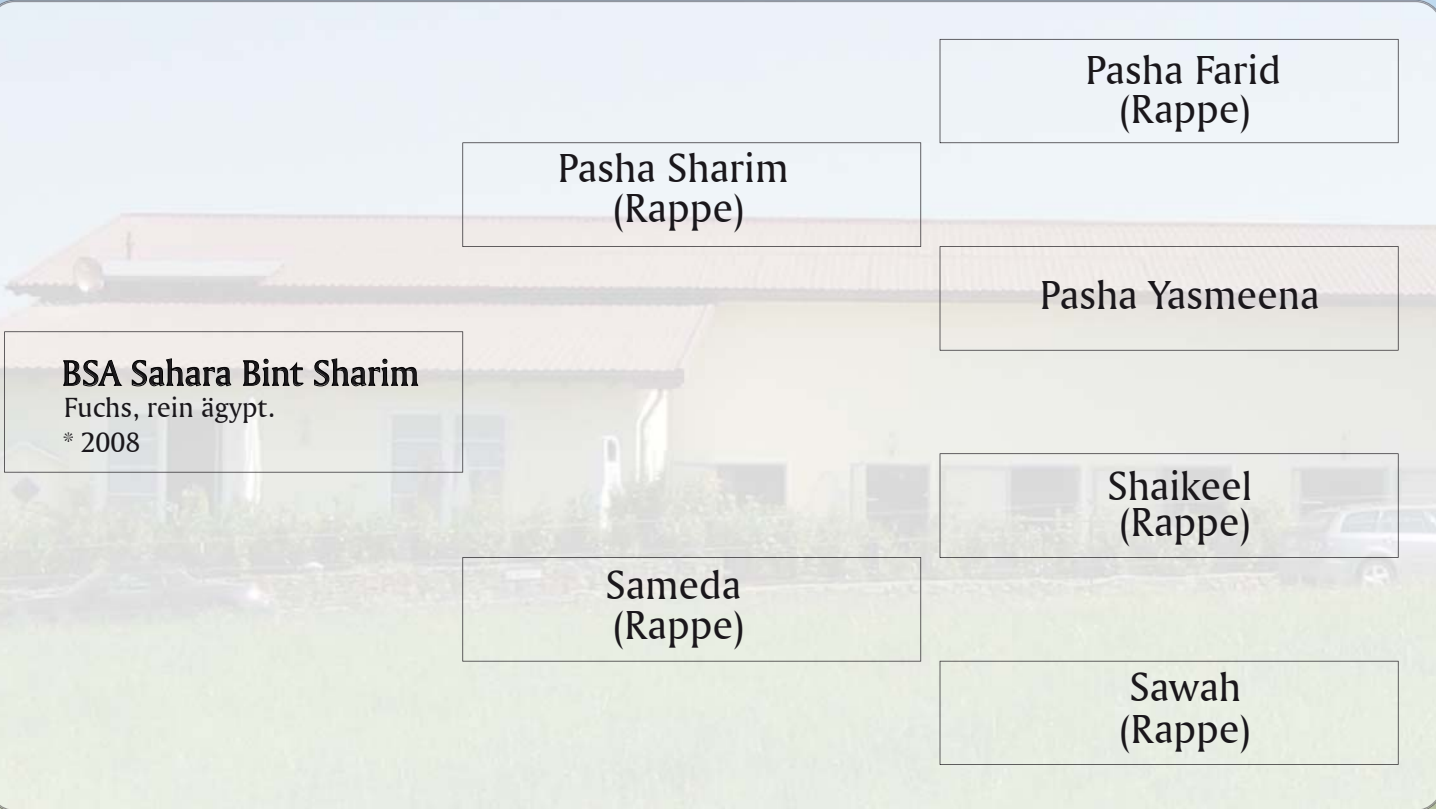 Pasha Farid
(Rappe)
Pasha Sharim
(Rappe)
Pasha Yasmeena
BSA Sahara Bint Sharim
Fuchs, rein ägypt.
* 2008
Shaikeel
(Rappe)
Sameda
(Rappe)
Sawah
(Rappe)